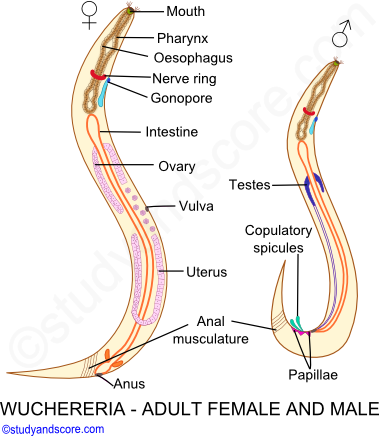 ♀
♂
Mouth
Pharynx
Oesophagus
Nerve ring
Gonopore
Intestine
Ovary
Testes
Vulva
Copulatory
spicules
Uterus
Anal
musculature
Papillae
Anus
WUCHERERIA - ADULT FEMALE AND MALE
©studyandscore.com
©studyandscore.com